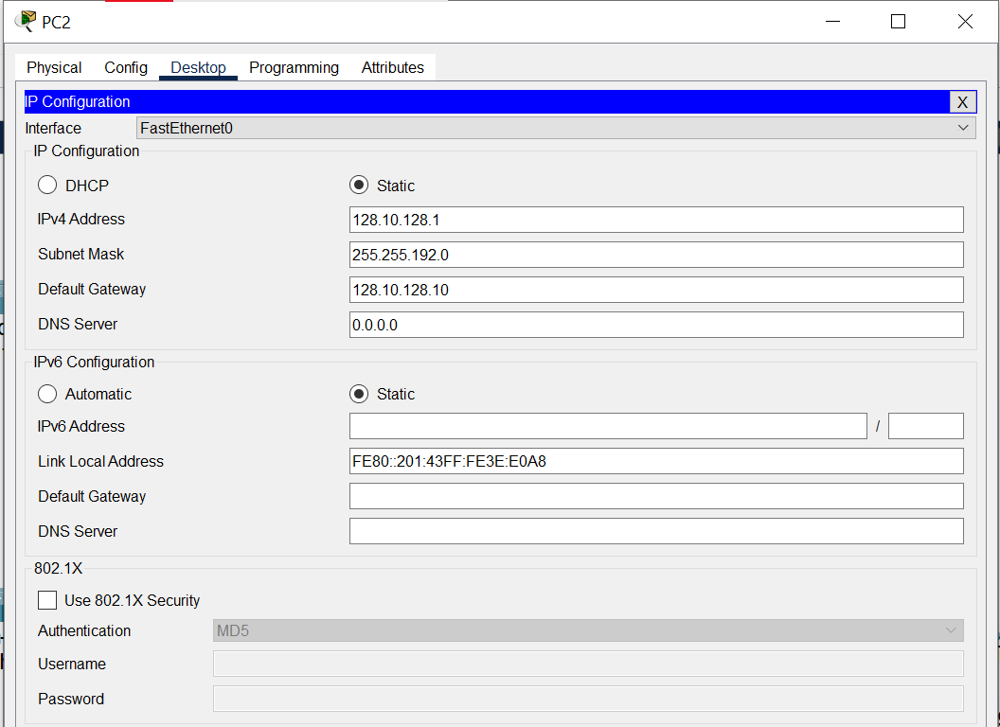 PC2
Physical Config Desktop Programming Attributes
IP Configuration X
Interface FastEthernet0
IP Configuration
DHCP Static
IPv4 Address 128.10.128.1
Subnet Mask 255.255.192.0
Default Gateway 128.10.128.10
DNS Server 0.0.0.0
IPv6 Configuration
Automatic Static
IPv6 Address /
Link Local Address FE80::201:43FF:FE3E:E0A8
Default Gateway
DNS Server
802.1X
Use 802.1X Security
Authentication MD5
Username
Password